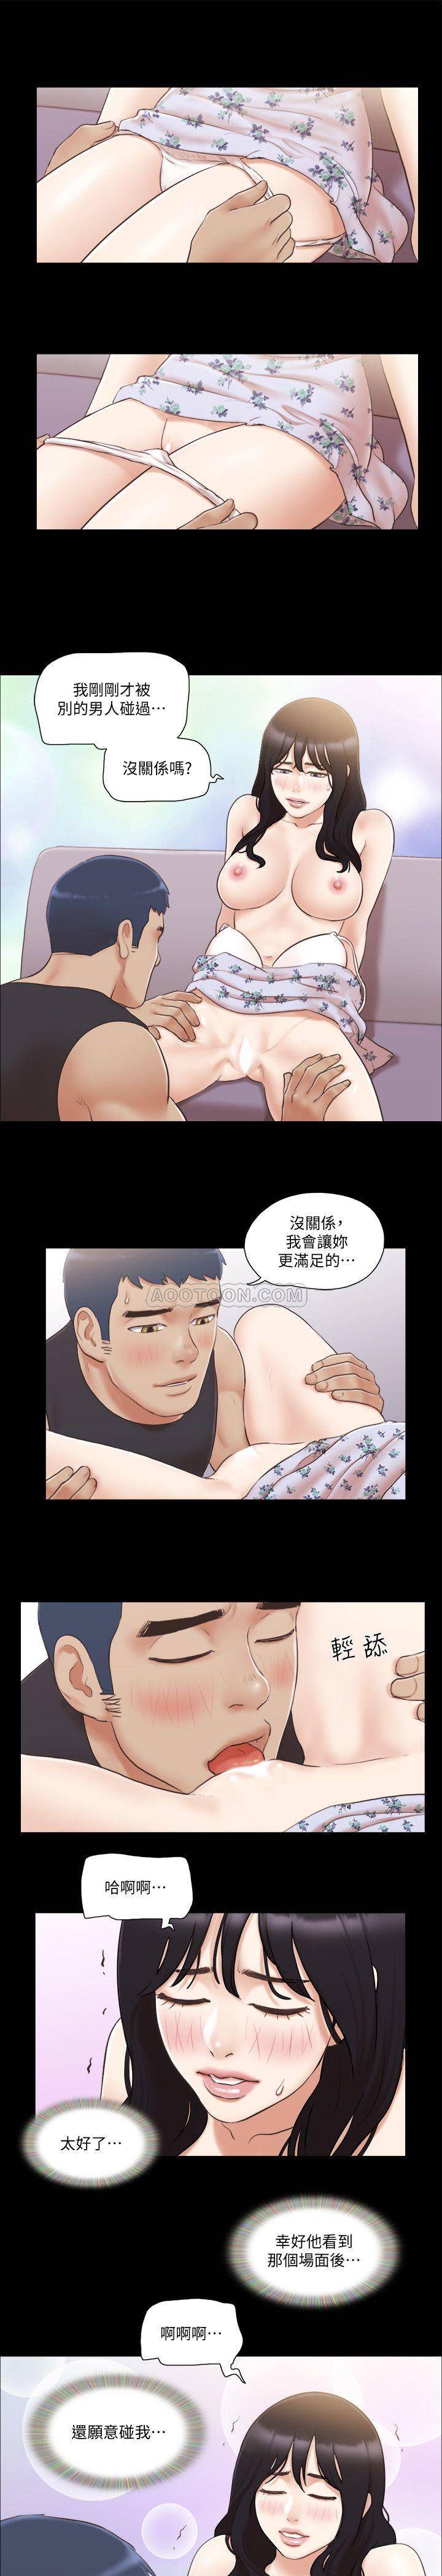 我剛剛才被
別的男人碰過…
沒關係嗎?
沒關係，
我會讓妳
更滿足的…
AOOTOON.COM
輕舔
哈啊啊…
太好了…
幸好他看到
那個場面後…
啊啊啊…
還願意碰我…